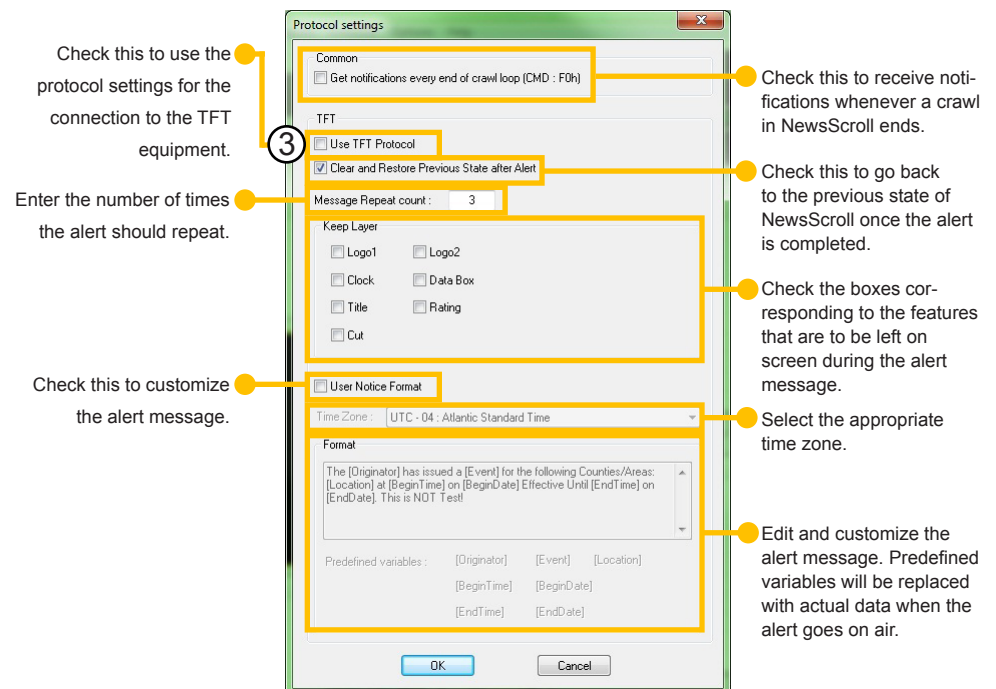 Protocol settings
Common
Get notifications every end of crawl loop (CMD : F0h)
Check this to use the
protocol settings for the
connection to the TFT
equipment.
Check this to receive noti-
fications whenever a crawl
in NewsScroll ends.
TFT
3
Use TFT Protocol
Clear and Restore Previous State after Alert
Check this to go back
to the previous state of
NewsScroll once the alert
is completed.
Enter the number of times
the alert should repeat.
Message Repeat count : 3
Keep Layer
Logo1 Logo2
Clock Data Box
Title Rating
Cut
Check the boxes cor-
responding to the features
that are to be left on
screen during the alert
message.
Check this to customize
the alert message.
User Notice Format
Time Zone : UTC - 04 : Atlantic Standard Time
Select the appropriate
time zone.
Format
The [Originator] has issued a [Event] for the following Counties/Areas:
[Location] at [BeginTime] on [BeginDate] Effective Until [EndTime] on
[EndDate]. This is NOT Test!
Predefined variables : [Originator] [Event] [Location]
[BeginTime] [BeginDate]
[EndTime] [EndDate]
Edit and customize the
alert message. Predefined
variables will be replaced
with actual data when the
alert goes on air.
OK Cancel